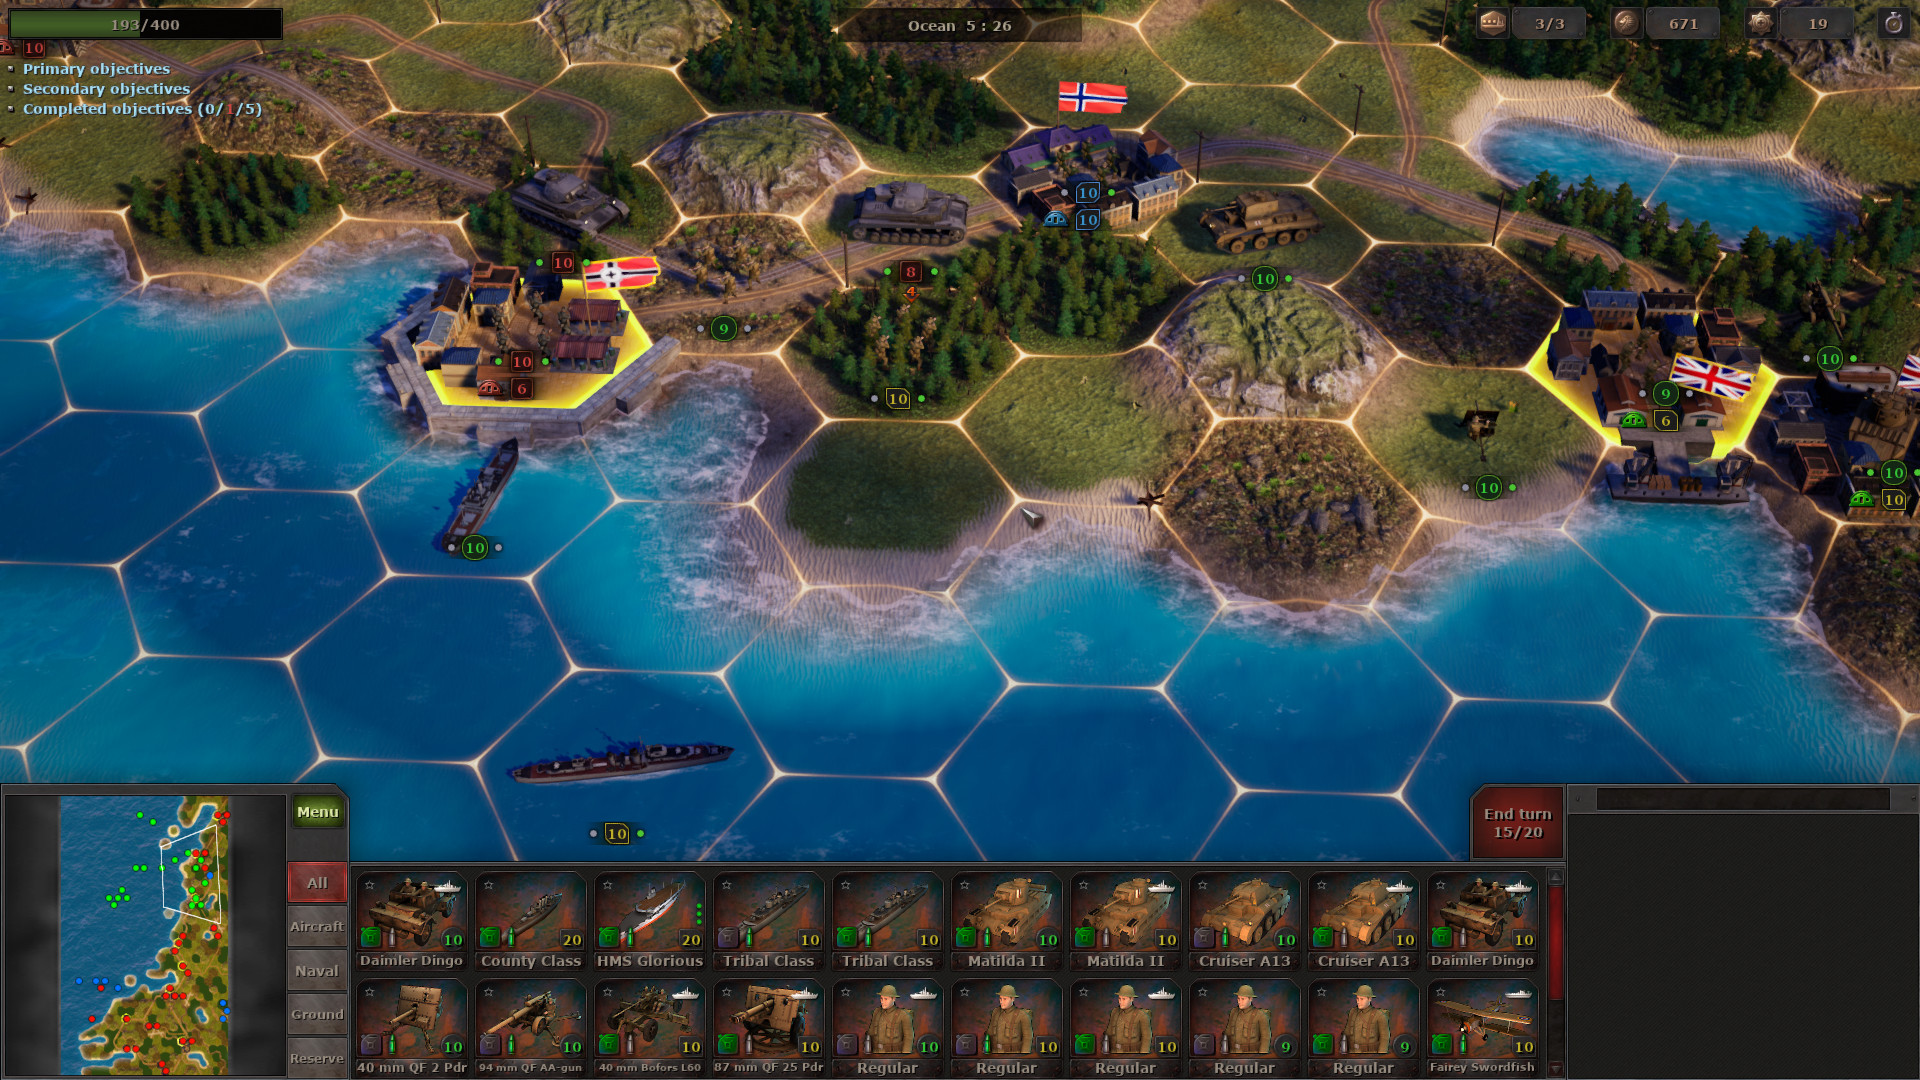 193/400
Ocean 5 : 26
3/3
671
19
10
Primary objectives
Secondary objectives
Completed objectives (0/1/5)
10
10
10
8
4
10
9
10
6
10
10
9
6
10
10
10
10
10
10
Menu
End turn
15/20
All
Aircraft
Naval
Ground
Reserve
10
20
20
10
10
10
10
10
10
10
Daimler Dingo
County Class
HMS Glorious
Tribal Class
Tribal Class
Matilda II
Matilda II
Cruiser A13
Cruiser A13
Daimler Dingo
10
10
10
10
10
10
10
9
9
10
40 mm QF 2 Pdr
94 mm QF AA-gun
40 mm Bofors L60
87 mm QF 25 Pdr
Regular
Regular
Regular
Regular
Regular
Fairey Swordfish